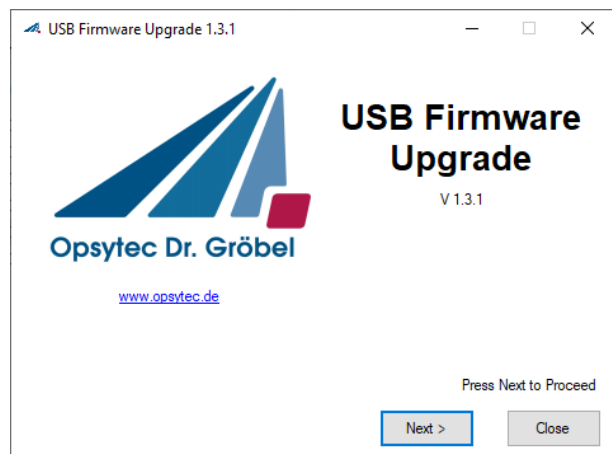 USB Firmware Upgrade 1.3.1
USB Firmware
Upgrade
V 1.3.1
Opsytec Dr. Gröbel
www.opsytec.de
Press Next to Proceed
Next >
Close